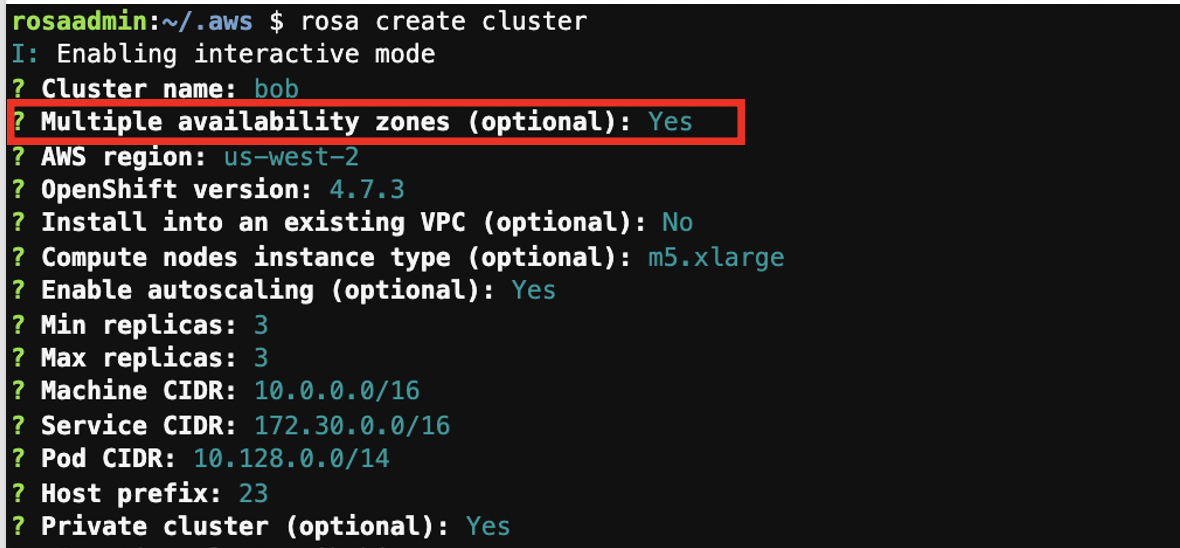 rosaadmin:~/.aws $ rosa create cluster
I: Enabling interactive mode
? Cluster name: bob
? Multiple availability zones (optional): Yes
? AWS region: us-west-2
? OpenShift version: 4.7.3
? Install into an existing VPC (optional): No
? Compute nodes instance type (optional): m5.xlarge
? Enable autoscaling (optional): Yes
? Min replicas: 3
? Max replicas: 3
? Machine CIDR: 10.0.0.0/16
? Service CIDR: 172.30.0.0/16
? Pod CIDR: 10.128.0.0/14
? Host prefix: 23
? Private cluster (optional): Yes